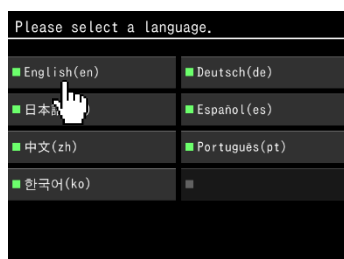 Please select a language.
English(en)
Deutsch(de)
日本
Español(es)
中文(zh)
Português(pt)
한국어(ko)